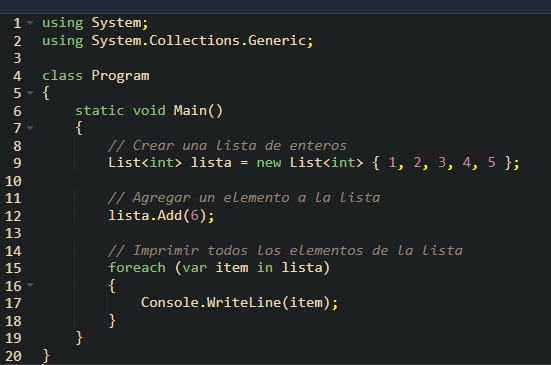 1 using System;
2 using System.Collections.Generic;
3
4 class Program
5 {
6     static void Main()
7     {
8         // Crear una lista de enteros
9         List<int> lista = new List<int> { 1, 2, 3, 4, 5 };
10
11         // Agregar un elemento a la lista
12         lista.Add(6);
13
14         // Imprimir todos los elementos de la lista
15         foreach (var item in lista)
16         {
17             Console.WriteLine(item);
18         }
19     }
20 }